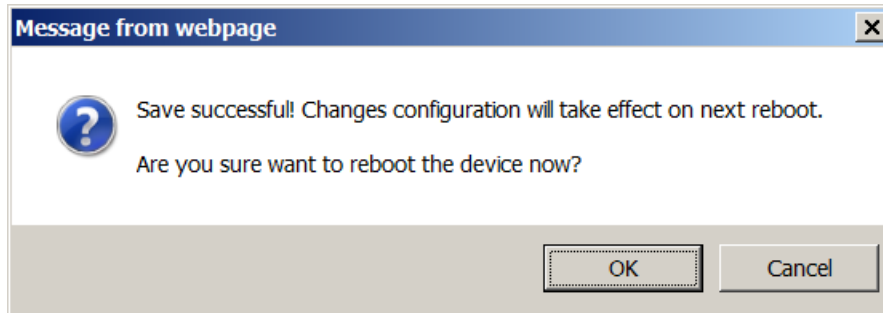 Message from webpage
Save successful! Changes configuration will take effect on next reboot.
Are you sure want to reboot the device now?
OK
Cancel